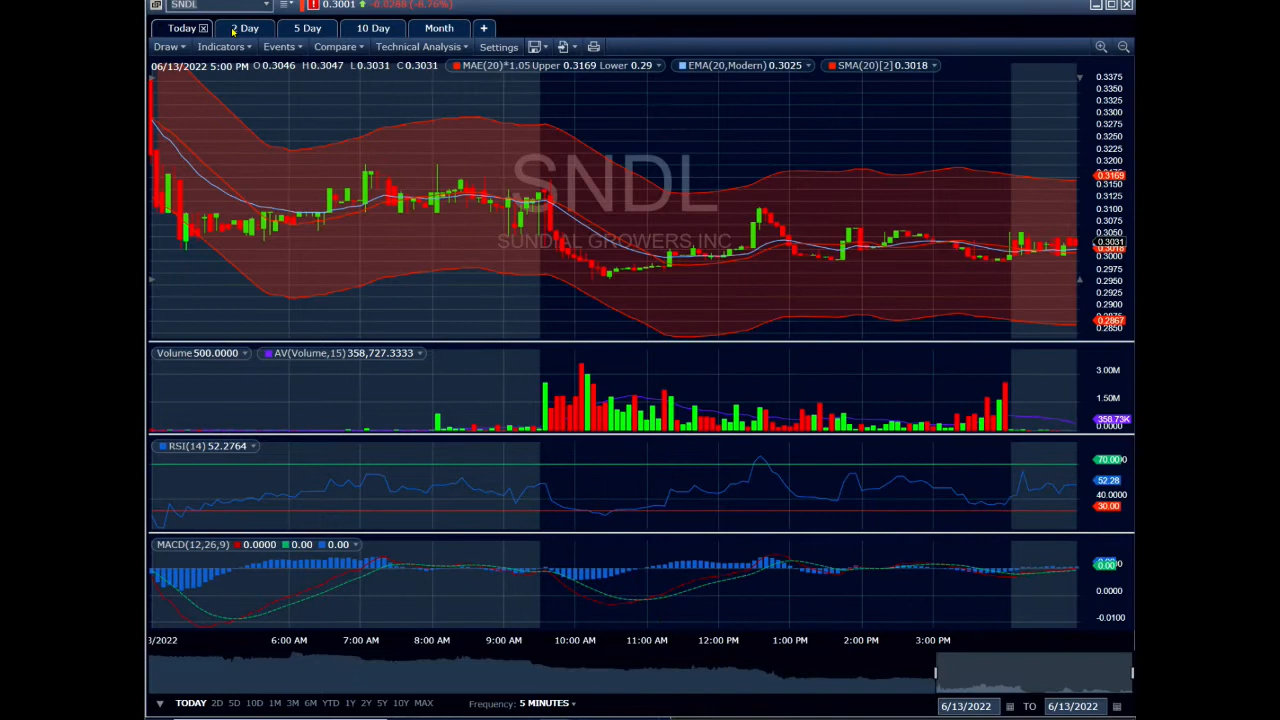 SNDL 0.3001 -0.0288 (-8.76%)
Today 2 Day 5 Day 10 Day Month +
Draw Indicators Events Compare Technical Analysis Settings
06/13/2022 5:00 PM O 0.3046 H 0.3047 L 0.3031 C 0.3031 MAE(20)*1.05 Upper 0.3169 Lower 0.29 EMA(20,Modern) 0.3025 SMA(20)[2] 0.3018
0.3375
0.3350
0.3325
0.3300
0.3275
0.3250
0.3225
0.3200
0.3169
0.3150
SNDL
0.3125
0.3100
0.3075
0.3050
SUNDIAL GROWERS INC
0.3031
0.3018
0.3000
0.2975
0.2950
0.2925
0.2900
0.2867
0.2850
Volume 500.0000 AV(Volume,15) 358,727.3333
3.00M
1.50M
358.73K
0.0000
RSI(14) 52.2764
70.00
52.28
40.0000
30.00
MACD(12,26,9) 0.0000 0.00 0.00
0.00
0.0000
-0.0100
3/2022 6:00 AM 7:00 AM 8:00 AM 9:00 AM 10:00 AM 11:00 AM 12:00 PM 1:00 PM 2:00 PM 3:00 PM
TODAY 2D 5D 10D 1M 3M 6M YTD 1Y 2Y 5Y 10Y MAX Frequency: 5 MINUTES 6/13/2022 TO 6/13/2022